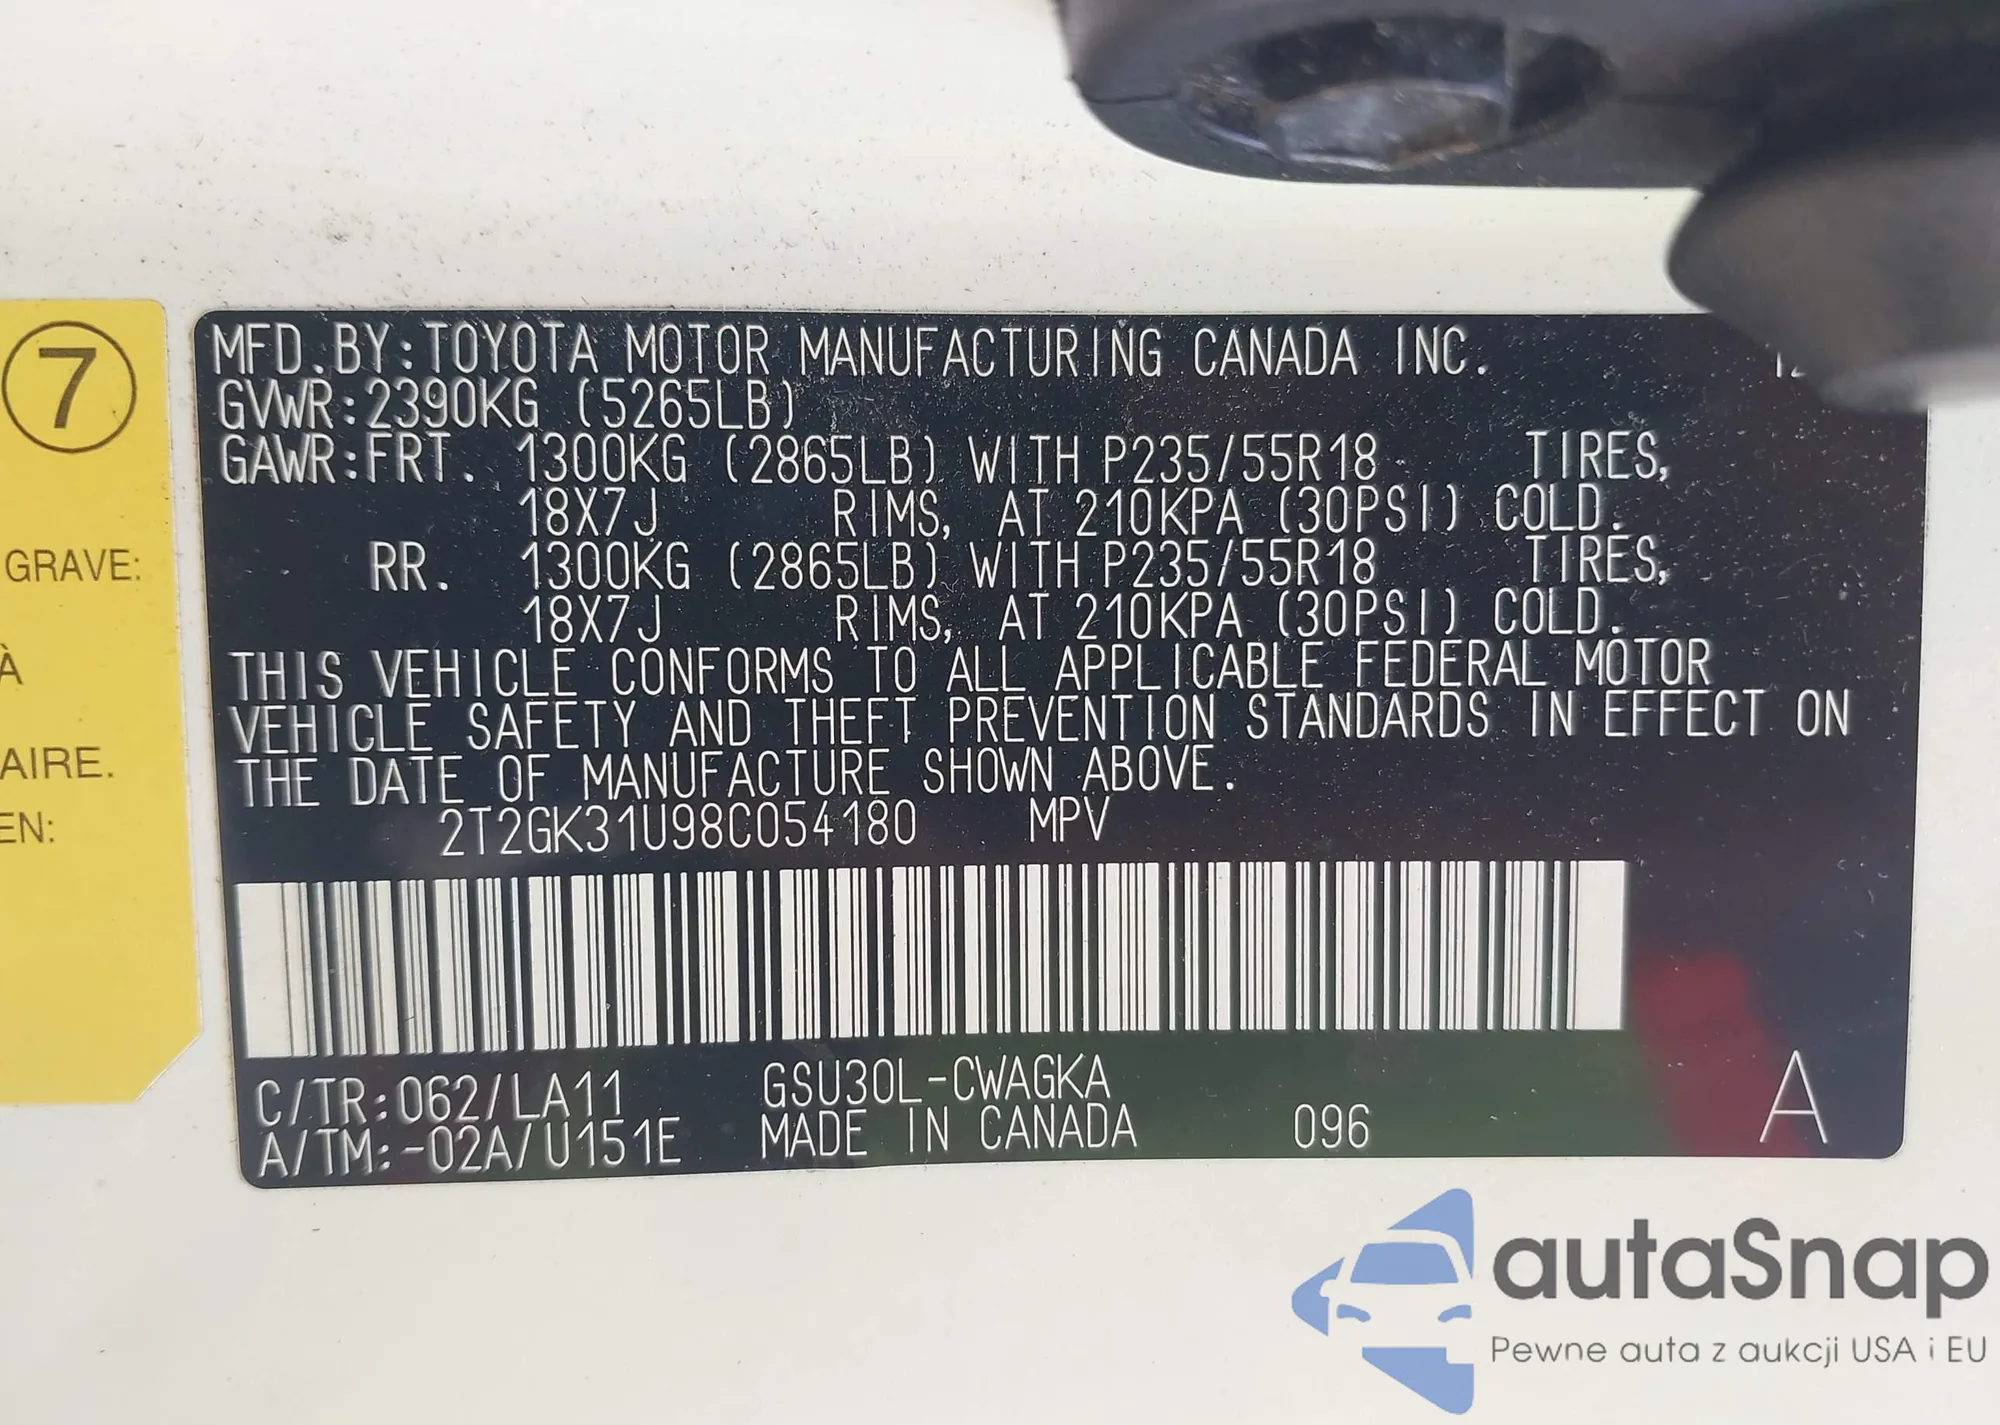 7
GRAVE:
À
AIRE.
EN:
MFD.BY:TOYOTA MOTOR MANUFACTURING CANADA INC.
GVWR:2390KG (5265LB)
GAWR:FRT. 1300KG (2865LB) WITH P235/55R18 TIRES,
18X7J RIMS, AT 210KPA (30PSI) COLD.
RR. 1300KG (2865LB) WITH P235/55R18 TIRES,
18X7J RIMS, AT 210KPA (30PSI) COLD.
THIS VEHICLE CONFORMS TO ALL APPLICABLE FEDERAL MOTOR
VEHICLE SAFETY AND THEFT PREVENTION STANDARDS IN EFFECT ON
THE DATE OF MANUFACTURE SHOWN ABOVE.
2T2GK31U98C054180 MPV
C/TR:062/LA11 GSU30L-CWAGKA
A/TM:-02A/U151E MADE IN CANADA 096 A
autaSnap
Pewne auta z aukcji USA i EU